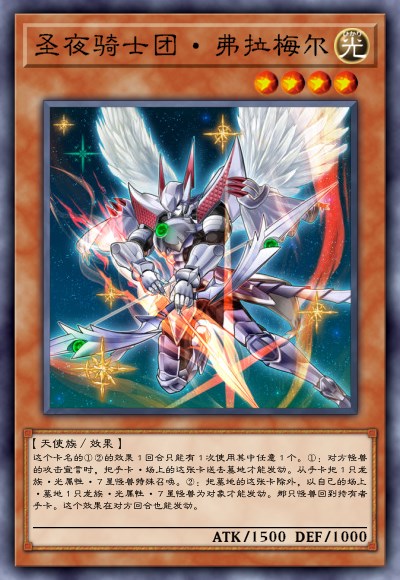 圣夜骑士团・弗拉梅尔
光
【天使族／效果】
这个卡名的①②的效果1回合只能有1次使用其中任意1个。①：对方怪兽
的攻击宣言时，把手卡・场上的这张卡送去墓地才能发动。从手卡把1只龙
族・光属性・7星怪兽特殊召唤。②：把墓地的这张卡除外，以自己的场上
・墓地1只龙族・光属性・7星怪兽为对象才能发动。那只怪兽回到持有者
手卡。这个效果在对方回合也能发动。
ATK/1500 DEF/1000